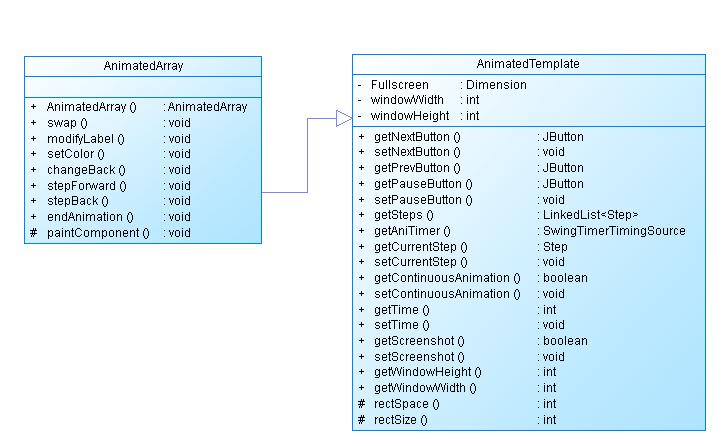 AnimatedArray
+ AnimatedArray () : AnimatedArray
+ swap () : void
+ modifyLabel () : void
+ setColor () : void
+ changeBack () : void
+ stepForward () : void
+ stepBack () : void
+ endAnimation () : void
# paintComponent () : void
AnimatedTemplate
- Fullscreen : Dimension
- windowWidth : int
- windowHeight : int
+ getNextButton () : JButton
+ setNextButton () : void
+ getPrevButton () : JButton
+ getPauseButton () : JButton
+ setPauseButton () : void
+ getSteps () : LinkedList<Step>
+ getAniTimer () : SwingTimerTimingSource
+ getCurrentStep () : Step
+ setCurrentStep () : void
+ getContinuousAnimation () : boolean
+ setContinuousAnimation () : void
+ getTime () : int
+ setTime () : void
+ getScreenshot () : boolean
+ setScreenshot () : void
+ getWindowHeight () : int
+ getWindowWidth () : int
# rectSpace () : int
# rectSize () : int